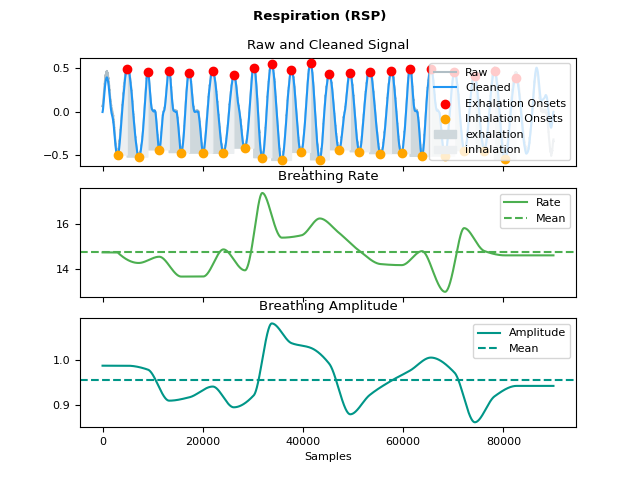 Respiration (RSP)
Raw and Cleaned Signal
0.5
0.0
−0.5
Raw
Cleaned
Exhalation Onsets
Inhalation Onsets
exhalation
inhalation
Breathing Rate
16
14
Rate
Mean
Breathing Amplitude
1.0
0.9
Amplitude
Mean
0 20000 40000 60000 80000
Samples